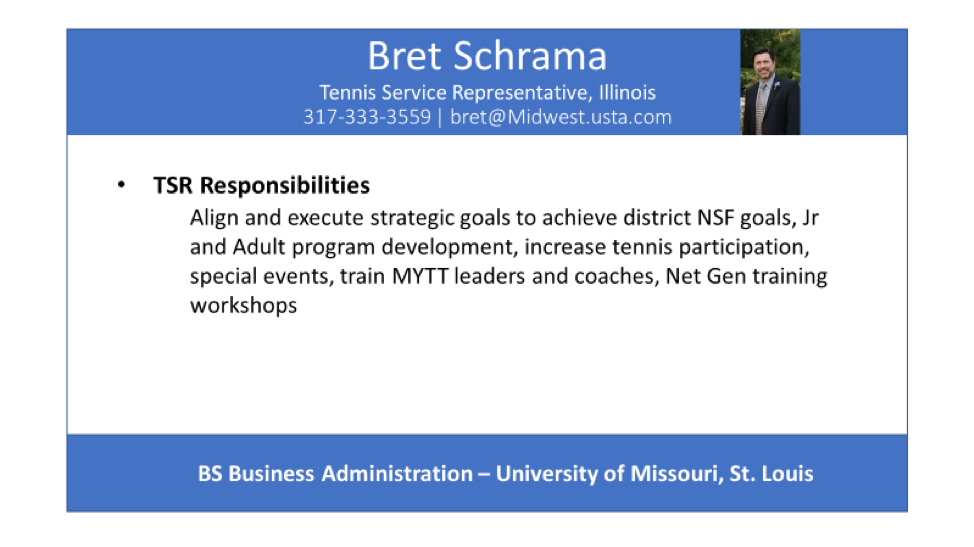 Bret Schrama
Tennis Service Representative, Illinois
317-333-3559 | bret@Midwest.usta.com
• TSR Responsibilities
Align and execute strategic goals to achieve district NSF goals, Jr
and Adult program development, increase tennis participation,
special events, train MYTT leaders and coaches, Net Gen training
workshops
BS Business Administration – University of Missouri, St. Louis